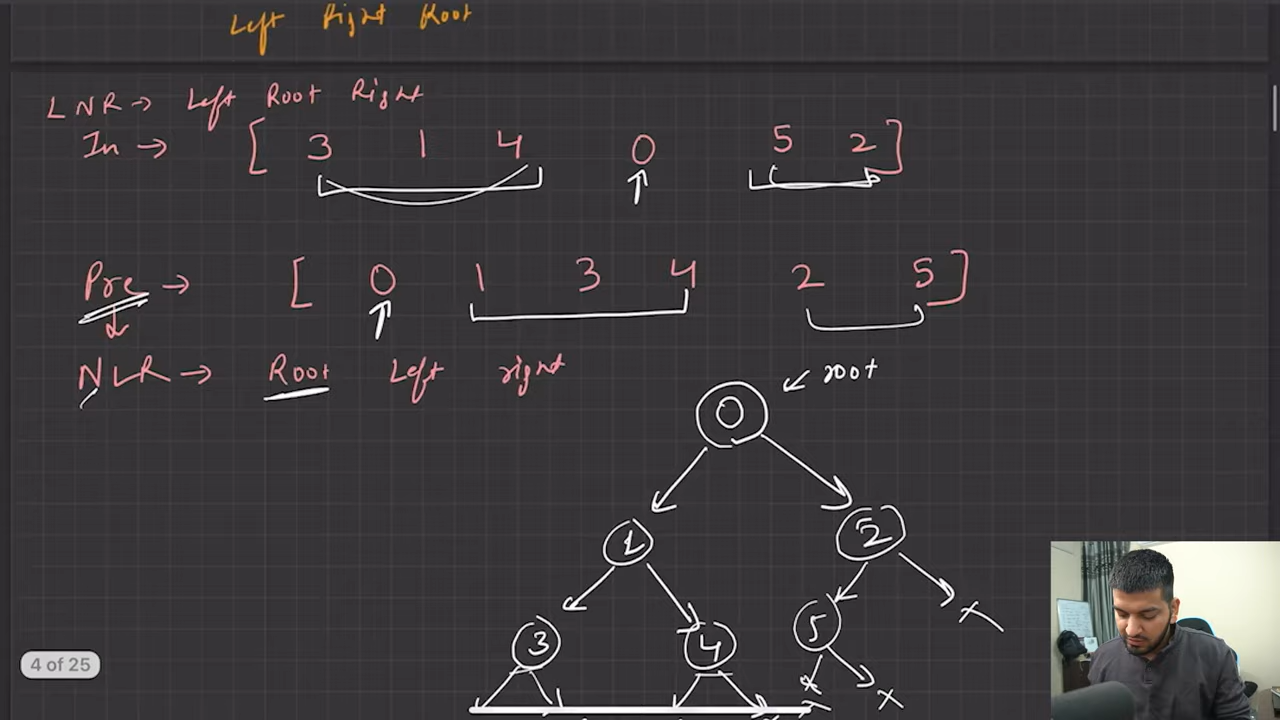 Left Right Root
LNR → Left Root Right
In → [ 3 1 4 0 5 2 ]
Pre → [ 0 1 3 4 2 5 ]
NLR → Root Left right
root
0
1 2
3 4 5 x
x x
4 of 25